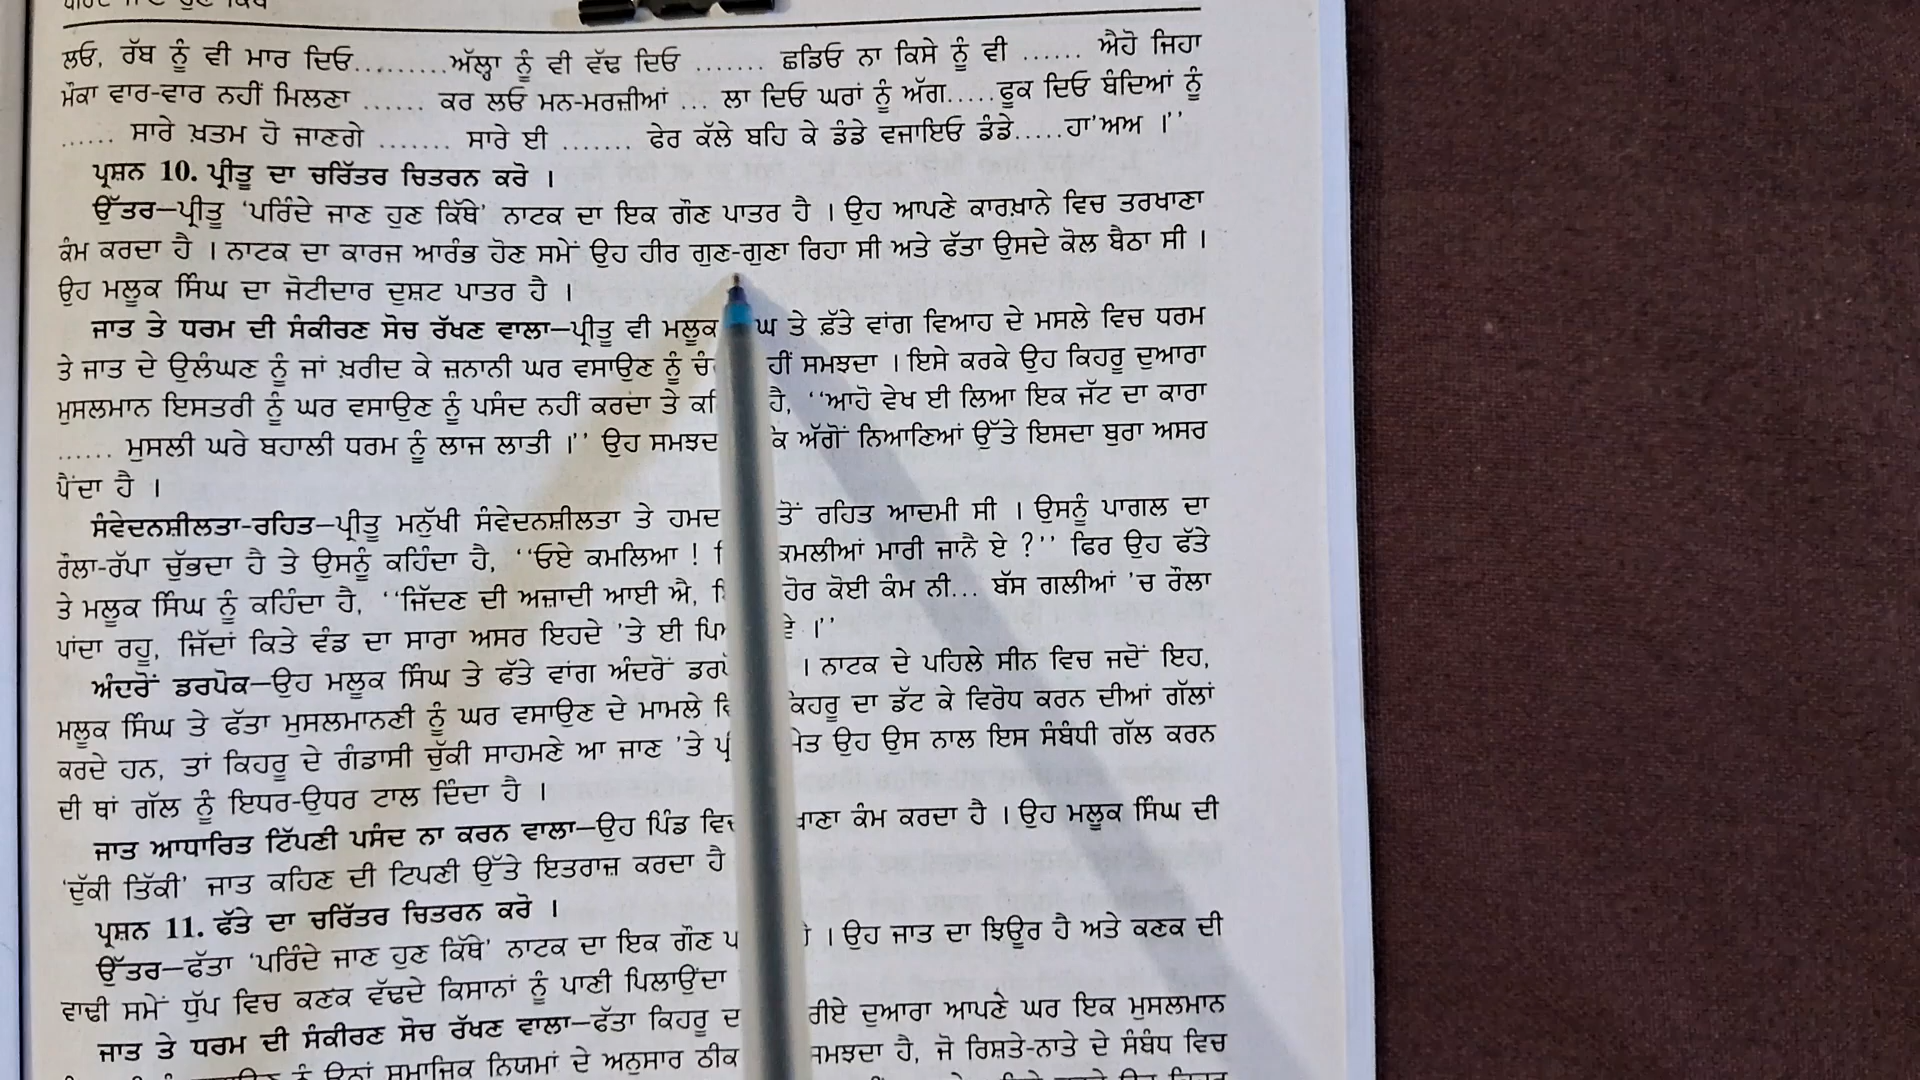 ਲਓ, ਰੱਬ ਨੂੰ ਵੀ ਮਾਰ ਦਿਓ.........ਅੱਲ੍ਹਾ ਨੂੰ ਵੀ ਵੱਢ ਦਿਓ ....... ਛਡਿਓ ਨਾ ਕਿਸੇ ਨੂੰ ਵੀ ...... ਐਹੋ ਜਿਹਾ
ਮੌਕਾ ਵਾਰ-ਵਾਰ ਨਹੀਂ ਮਿਲਣਾ ...... ਕਰ ਲਓ ਮਨ-ਮਰਜ਼ੀਆਂ ... ਲਾ ਦਿਓ ਘਰਾਂ ਨੂੰ ਅੱਗ.....ਫੂਕ ਦਿਓ ਬੰਦਿਆਂ ਨੂੰ
...... ਸਾਰੇ ਖ਼ਤਮ ਹੋ ਜਾਣਗੇ ....... ਸਾਰੇ ਈ ....... ਫੇਰ ਕੱਲੇ ਬਹਿ ਕੇ ਡੰਡੇ ਵਜਾਇਓ ਡੰਡੇ.....ਹਾ'ਅਅ ।''
ਪ੍ਰਸ਼ਨ 10. ਪ੍ਰੀਤੂ ਦਾ ਚਰਿੱਤਰ ਚਿਤਰਨ ਕਰੋ ।
ਉੱਤਰ—ਪ੍ਰੀਤੂ ‘ਪਰਿੰਦੇ ਜਾਣ ਹੁਣ ਕਿੱਥੇ’ ਨਾਟਕ ਦਾ ਇਕ ਗੌਣ ਪਾਤਰ ਹੈ । ਉਹ ਆਪਣੇ ਕਾਰਖ਼ਾਨੇ ਵਿਚ ਤਰਖਾਣਾ
ਕੰਮ ਕਰਦਾ ਹੈ । ਨਾਟਕ ਦਾ ਕਾਰਜ ਆਰੰਭ ਹੋਣ ਸਮੇਂ ਉਹ ਹੀਰ ਗੁਣ-ਗੁਣਾ ਰਿਹਾ ਸੀ ਅਤੇ ਫੱਤਾ ਉਸਦੇ ਕੋਲ ਬੈਠਾ ਸੀ ।
ਉਹ ਮਲੂਕ ਸਿੰਘ ਦਾ ਜੋਟੀਦਾਰ ਦੁਸ਼ਟ ਪਾਤਰ ਹੈ ।
ਜਾਤ ਤੇ ਧਰਮ ਦੀ ਸੰਕੀਰਣ ਸੋਚ ਰੱਖਣ ਵਾਲਾ—ਪ੍ਰੀਤੂ ਵੀ ਮਲੂਕ ਤੇ ਫ਼ੱਤੇ ਵਾਂਗ ਵਿਆਹ ਦੇ ਮਸਲੇ ਵਿਚ ਧਰਮ
ਤੇ ਜਾਤ ਦੇ ਉਲੰਘਣ ਨੂੰ ਜਾਂ ਖ਼ਰੀਦ ਕੇ ਜ਼ਨਾਨੀ ਘਰ ਵਸਾਉਣ ਨੂੰ ਸਮਝਦਾ । ਇਸੇ ਕਰਕੇ ਉਹ ਕਿਹਰੂ ਦੁਆਰਾ
ਮੁਸਲਮਾਨ ਇਸਤਰੀ ਨੂੰ ਘਰ ਵਸਾਉਣ ਨੂੰ ਪਸੰਦ ਨਹੀਂ ਕਰਦਾ ਤੇ ਹੈ, ‘‘ਆਹੋ ਵੇਖ ਈ ਲਿਆ ਇਕ ਜੱਟ ਦਾ ਕਾਰਾ
...... ਮੁਸਲੀ ਘਰੇ ਬਹਾਲੀ ਧਰਮ ਨੂੰ ਲਾਜ ਲਾਤੀ ।’’ ਉਹ ਅੱਗੋਂ ਨਿਆਣਿਆਂ ਉੱਤੇ ਇਸਦਾ ਬੁਰਾ ਅਸਰ
ਪੈਂਦਾ ਹੈ ।
ਸੰਵੇਦਨਸ਼ੀਲਤਾ-ਰਹਿਤ—ਪ੍ਰੀਤੂ ਮਨੁੱਖੀ ਸੰਵੇਦਨਸ਼ੀਲਤਾ ਤੇ ਤੋਂ ਰਹਿਤ ਆਦਮੀ ਸੀ । ਉਸਨੂੰ ਪਾਗਲ ਦਾ
ਰੌਲਾ-ਰੱਪਾ ਚੁੱਭਦਾ ਹੈ ਤੇ ਉਸਨੂੰ ਕਹਿੰਦਾ ਹੈ, ‘‘ਓਏ ਕਮਲਿਆ ! ਕਮਲੀਆਂ ਮਾਰੀ ਜਾਨੈ ਏ ?’’ ਫਿਰ ਉਹ ਫੱਤੇ
ਤੇ ਮਲੂਕ ਸਿੰਘ ਨੂੰ ਕਹਿੰਦਾ ਹੈ, ‘‘ਜਿੱਦਣ ਦੀ ਅਜ਼ਾਦੀ ਆਈ ਐ, ਹੋਰ ਕੋਈ ਕੰਮ ਨੀ... ਬੱਸ ਗਲੀਆਂ ’ਚ ਰੌਲਾ
ਪਾਂਦਾ ਰਹੂ, ਜਿੱਦਾਂ ਕਿਤੇ ਵੰਡ ਦਾ ਸਾਰਾ ਅਸਰ ਇਹਦੇ ’ਤੇ ਈ ।’’
ਅੰਦਰੋਂ ਡਰਪੋਕ—ਉਹ ਮਲੂਕ ਸਿੰਘ ਤੇ ਫੱਤੇ ਵਾਂਗ ਅੰਦਰੋਂ । ਨਾਟਕ ਦੇ ਪਹਿਲੇ ਸੀਨ ਵਿਚ ਜਦੋਂ ਇਹ,
ਮਲੂਕ ਸਿੰਘ ਤੇ ਫੱਤਾ ਮੁਸਲਮਾਨਣੀ ਨੂੰ ਘਰ ਵਸਾਉਣ ਦੇ ਮਾਮਲੇ ਦਾ ਡੱਟ ਕੇ ਵਿਰੋਧ ਕਰਨ ਦੀਆਂ ਗੱਲਾਂ
ਕਰਦੇ ਹਨ, ਤਾਂ ਕਿਹਰੂ ਦੇ ਗੰਡਾਸੀ ਚੁੱਕੀ ਸਾਹਮਣੇ ਆ ਜਾਣ ’ਤੇ ਉਹ ਉਸ ਨਾਲ ਇਸ ਸੰਬੰਧੀ ਗੱਲ ਕਰਨ
ਦੀ ਥਾਂ ਗੱਲ ਨੂੰ ਇਧਰ-ਉਧਰ ਟਾਲ ਦਿੰਦਾ ਹੈ ।
ਜਾਤ ਆਧਾਰਿਤ ਟਿੱਪਣੀ ਪਸੰਦ ਨਾ ਕਰਨ ਵਾਲਾ—ਉਹ ਪਿੰਡ ਕੰਮ ਕਰਦਾ ਹੈ । ਉਹ ਮਲੂਕ ਸਿੰਘ ਦੀ
‘ਦੁੱਕੀ ਤਿੱਕੀ’ ਜਾਤ ਕਹਿਣ ਦੀ ਟਿਪਣੀ ਉੱਤੇ ਇਤਰਾਜ਼ ਕਰਦਾ ਹੈ
ਪ੍ਰਸ਼ਨ 11. ਫੱਤੇ ਦਾ ਚਰਿੱਤਰ ਚਿਤਰਨ ਕਰੋ ।
ਉੱਤਰ—ਫੱਤਾ ‘ਪਰਿੰਦੇ ਜਾਣ ਹੁਣ ਕਿੱਥੇ’ ਨਾਟਕ ਦਾ ਇਕ ਗੌਣ । ਉਹ ਜਾਤ ਦਾ ਝਿਊਰ ਹੈ ਅਤੇ ਕਣਕ ਦੀ
ਵਾਢੀ ਸਮੇਂ ਧੁੱਪ ਵਿਚ ਕਣਕ ਵੱਢਦੇ ਕਿਸਾਨਾਂ ਨੂੰ ਪਾਣੀ ਪਿਲਾਉਂਦਾ
ਜਾਤ ਤੇ ਧਰਮ ਦੀ ਸੰਕੀਰਣ ਸੋਚ ਰੱਖਣ ਵਾਲਾ—ਫੱਤਾ ਕਿਹਰੂ ਦੁਆਰਾ ਆਪਣੇ ਘਰ ਇਕ ਮੁਸਲਮਾਨ
ਸਮਾਜਿਕ ਨਿਯਮਾਂ ਦੇ ਅਨੁਸਾਰ ਠੀਕ ਸਮਝਦਾ ਹੈ, ਜੋ ਰਿਸ਼ਤੇ-ਨਾਤੇ ਦੇ ਸੰਬੰਧ ਵਿਚ